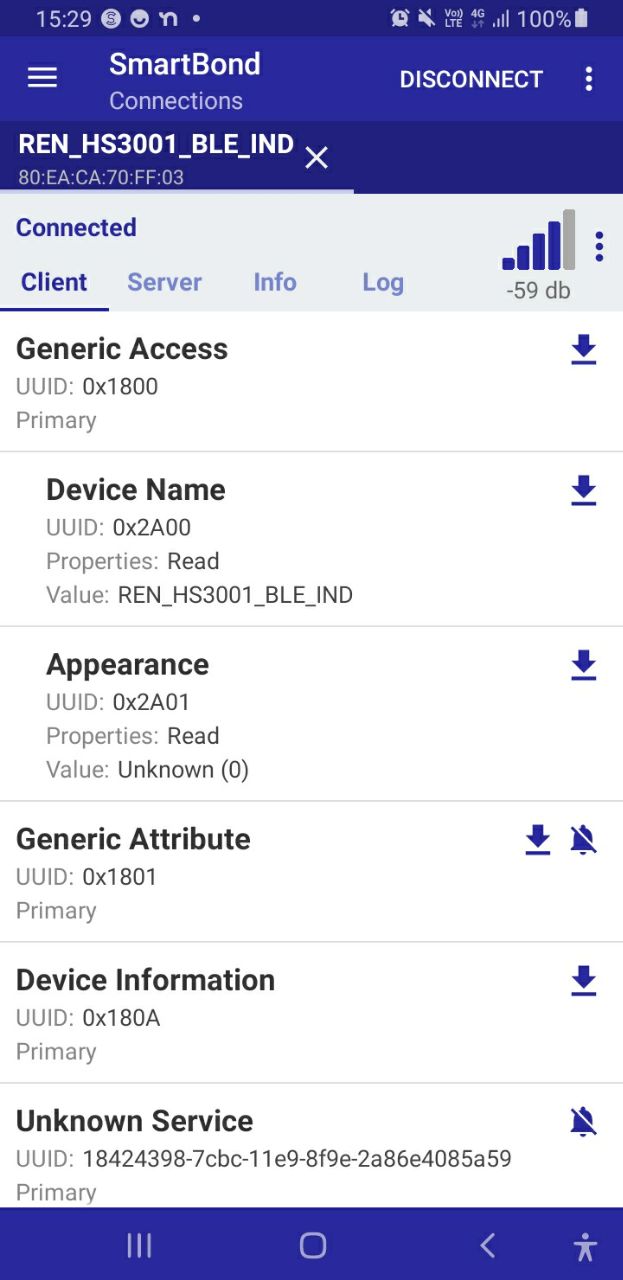 15:29
Vo)) LTE 4G 100%
SmartBond
Connections
DISCONNECT
REN_HS3001_BLE_IND
80:EA:CA:70:FF:03
Connected
Client Server Info Log
-59 db
Generic Access
UUID: 0x1800
Primary
Device Name
UUID: 0x2A00
Properties: Read
Value: REN_HS3001_BLE_IND
Appearance
UUID: 0x2A01
Properties: Read
Value: Unknown (0)
Generic Attribute
UUID: 0x1801
Primary
Device Information
UUID: 0x180A
Primary
Unknown Service
UUID: 18424398-7cbc-11e9-8f9e-2a86e4085a59
Primary